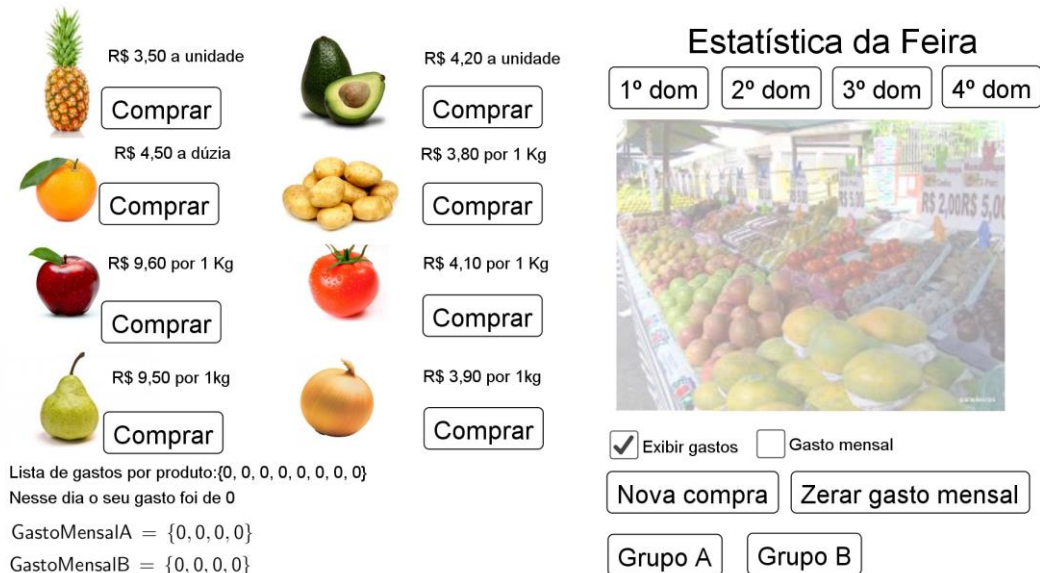 R$ 3,50 a unidade
Comprar
R$ 4,20 a unidade
Comprar
R$ 4,50 a dúzia
Comprar
R$ 3,80 por 1 Kg
Comprar
R$ 9,60 por 1 Kg
Comprar
R$ 4,10 por 1 Kg
Comprar
R$ 9,50 por 1kg
Comprar
R$ 3,90 por 1kg
Comprar
Lista de gastos por produto:{0, 0, 0, 0, 0, 0, 0, 0}
Nesse dia o seu gasto foi de 0
GastoMensalA = {0, 0, 0, 0}
GastoMensalB = {0, 0, 0, 0}
Estatística da Feira
1º dom
2º dom
3º dom
4º dom
R$ 5,00
R$ 2,00
R$ 5,00
Exibir gastos
Gasto mensal
Nova compra
Zerar gasto mensal
Grupo A
Grupo B